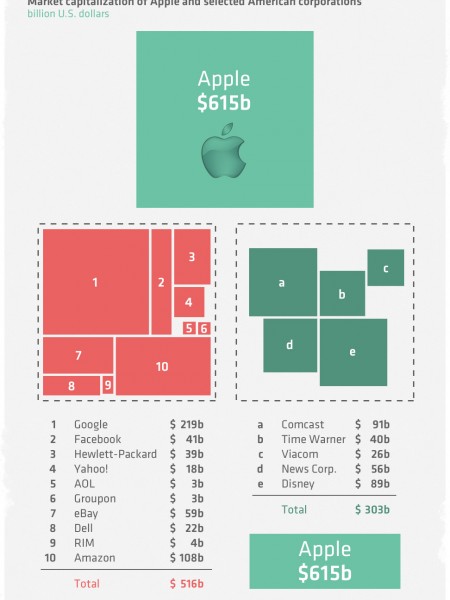 Market capitalization of Apple and selected American corporations
billion U.S. dollars
Apple
$615b
1
2
3
4
5 6
7
8
9
10
a
b
c
d
e
1 Google $ 219b
2 Facebook $ 41b
3 Hewlett-Packard $ 39b
4 Yahoo! $ 18b
5 AOL $ 3b
6 Groupon $ 3b
7 eBay $ 59b
8 Dell $ 22b
9 RIM $ 4b
10 Amazon $ 108b
Total $ 516b
a Comcast $ 91b
b Time Warner $ 40b
c Viacom $ 26b
d News Corp. $ 56b
e Disney $ 89b
Total $ 303b
Apple
$615b